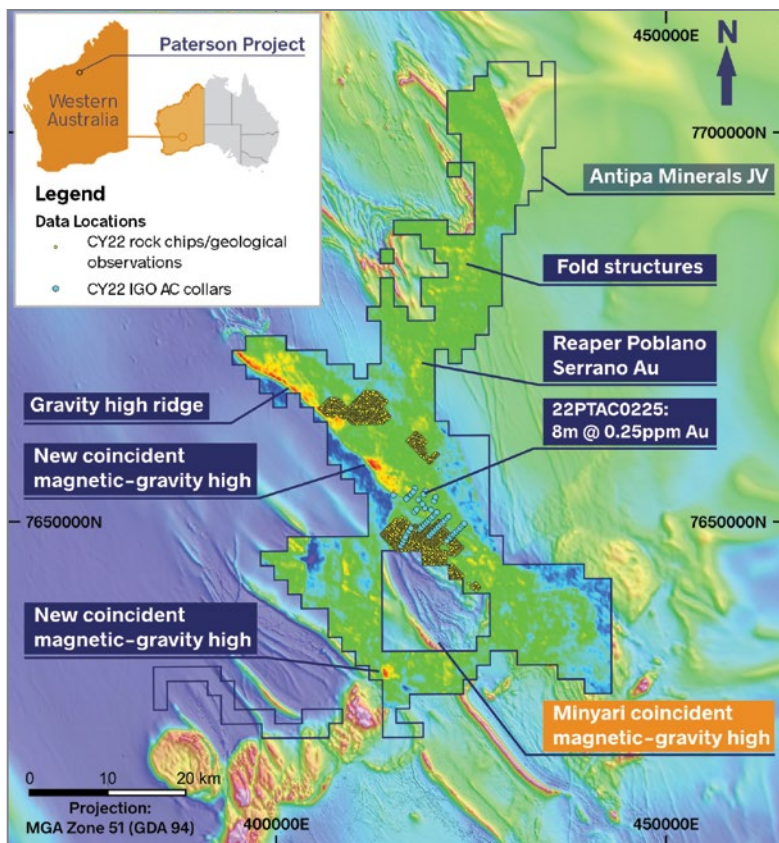 Paterson Project
Western
Australia
Legend
Data Locations
CY22 rock chips/geological
observations
CY22 IGO AC collars
450000E
N
7700000N
Antipa Minerals JV
Fold structures
Reaper Poblano
Serrano Au
Gravity high ridge
22PTAC0225:
8m @ 0.25ppm Au
New coincident
magnetic-gravity high
7650000N
7650000N
New coincident
magnetic-gravity high
Minyari coincident
magnetic-gravity high
0 10 20 km
Projection:
MGA Zone 51 (GDA 94)
400000E
450000E